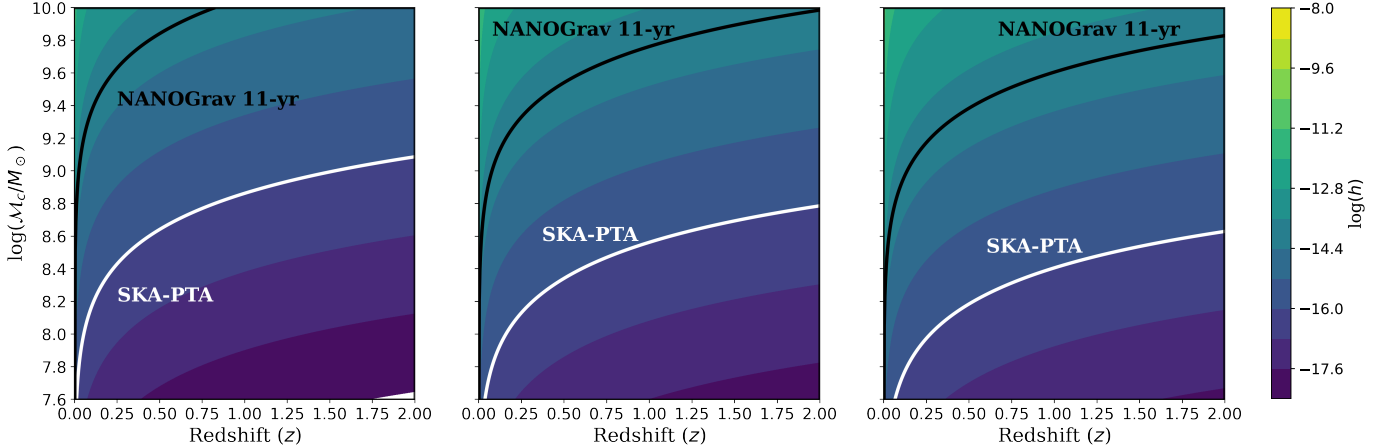 10.0
9.8
9.6
9.4
9.2
9.0
8.8
8.6
8.4
8.2
8.0
7.8
7.6
log(ℳc/M⊙)
NANOGrav 11-yr
SKA-PTA
0.00 0.25 0.50 0.75 1.00 1.25 1.50 1.75 2.00
Redshift (z)
NANOGrav 11-yr
SKA-PTA
0.00 0.25 0.50 0.75 1.00 1.25 1.50 1.75 2.00
Redshift (z)
NANOGrav 11-yr
SKA-PTA
0.00 0.25 0.50 0.75 1.00 1.25 1.50 1.75 2.00
Redshift (z)
−8.0
−9.6
−11.2
−12.8
−14.4
−16.0
−17.6
log(h)